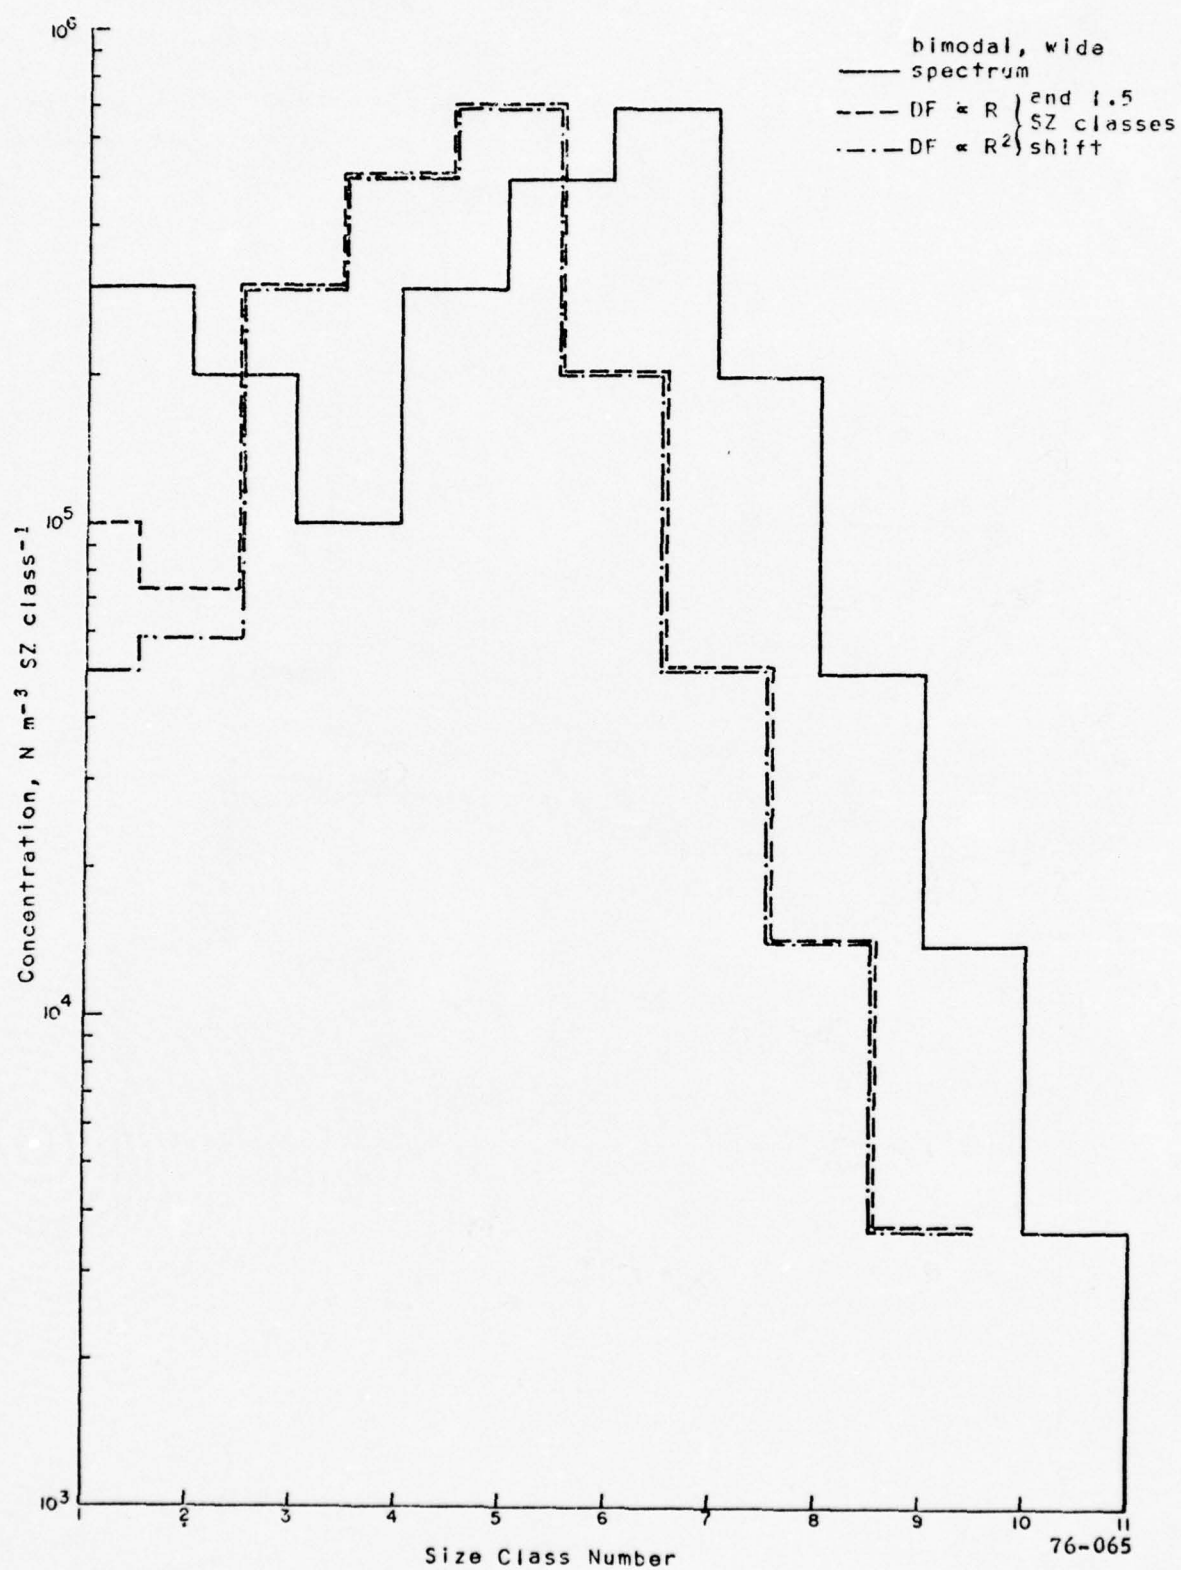 bimodal, wide
spectrum
DF ∝ R
DF ∝ R²
and 1.5
SZ classes
shift
10⁶
10⁵
10⁴
10³
Concentration, N m⁻³ SZ class⁻¹
1 2 3 4 5 6 7 8 9 10 11
Size Class Number
76-065